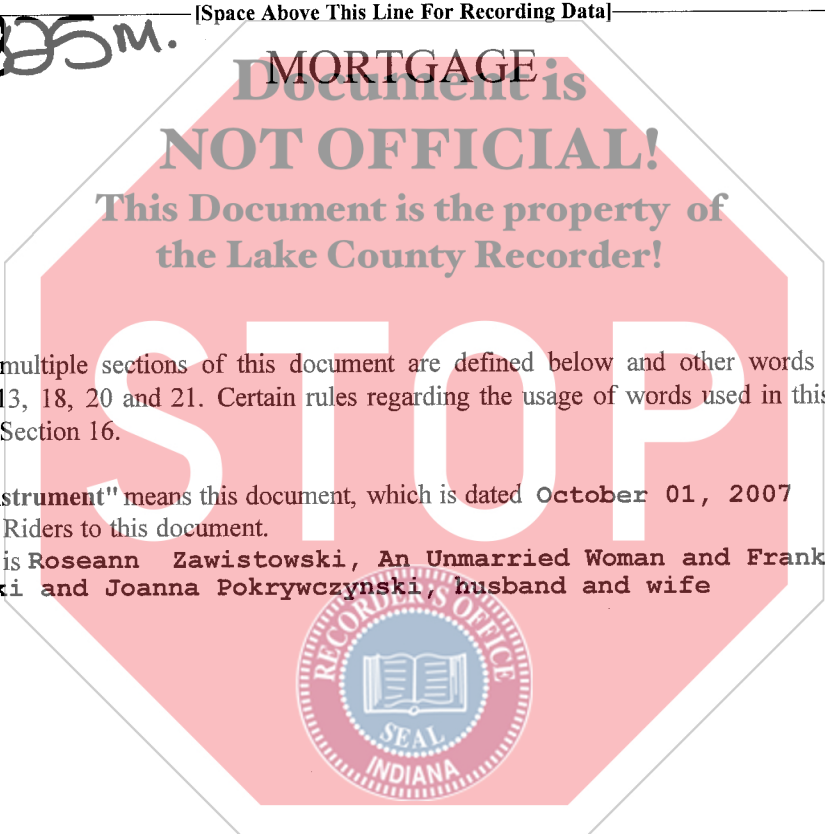 [Space Above This Line For Recording Data]
25 M.
MORTGAGE
Document is
NOT OFFICIAL!
This Document is the property of
the Lake County Recorder!
STOP
multiple sections of this document are defined below and other words
13, 18, 20 and 21. Certain rules regarding the usage of words used in this
Section 16.
strument" means this document, which is dated October 01, 2007
Riders to this document.
is Roseann Zawistowski, An Unmarried Woman and Frank
ki and Joanna Pokrywczynski, husband and wife
RECORDER'S OFFICE
SEAL
INDIANA